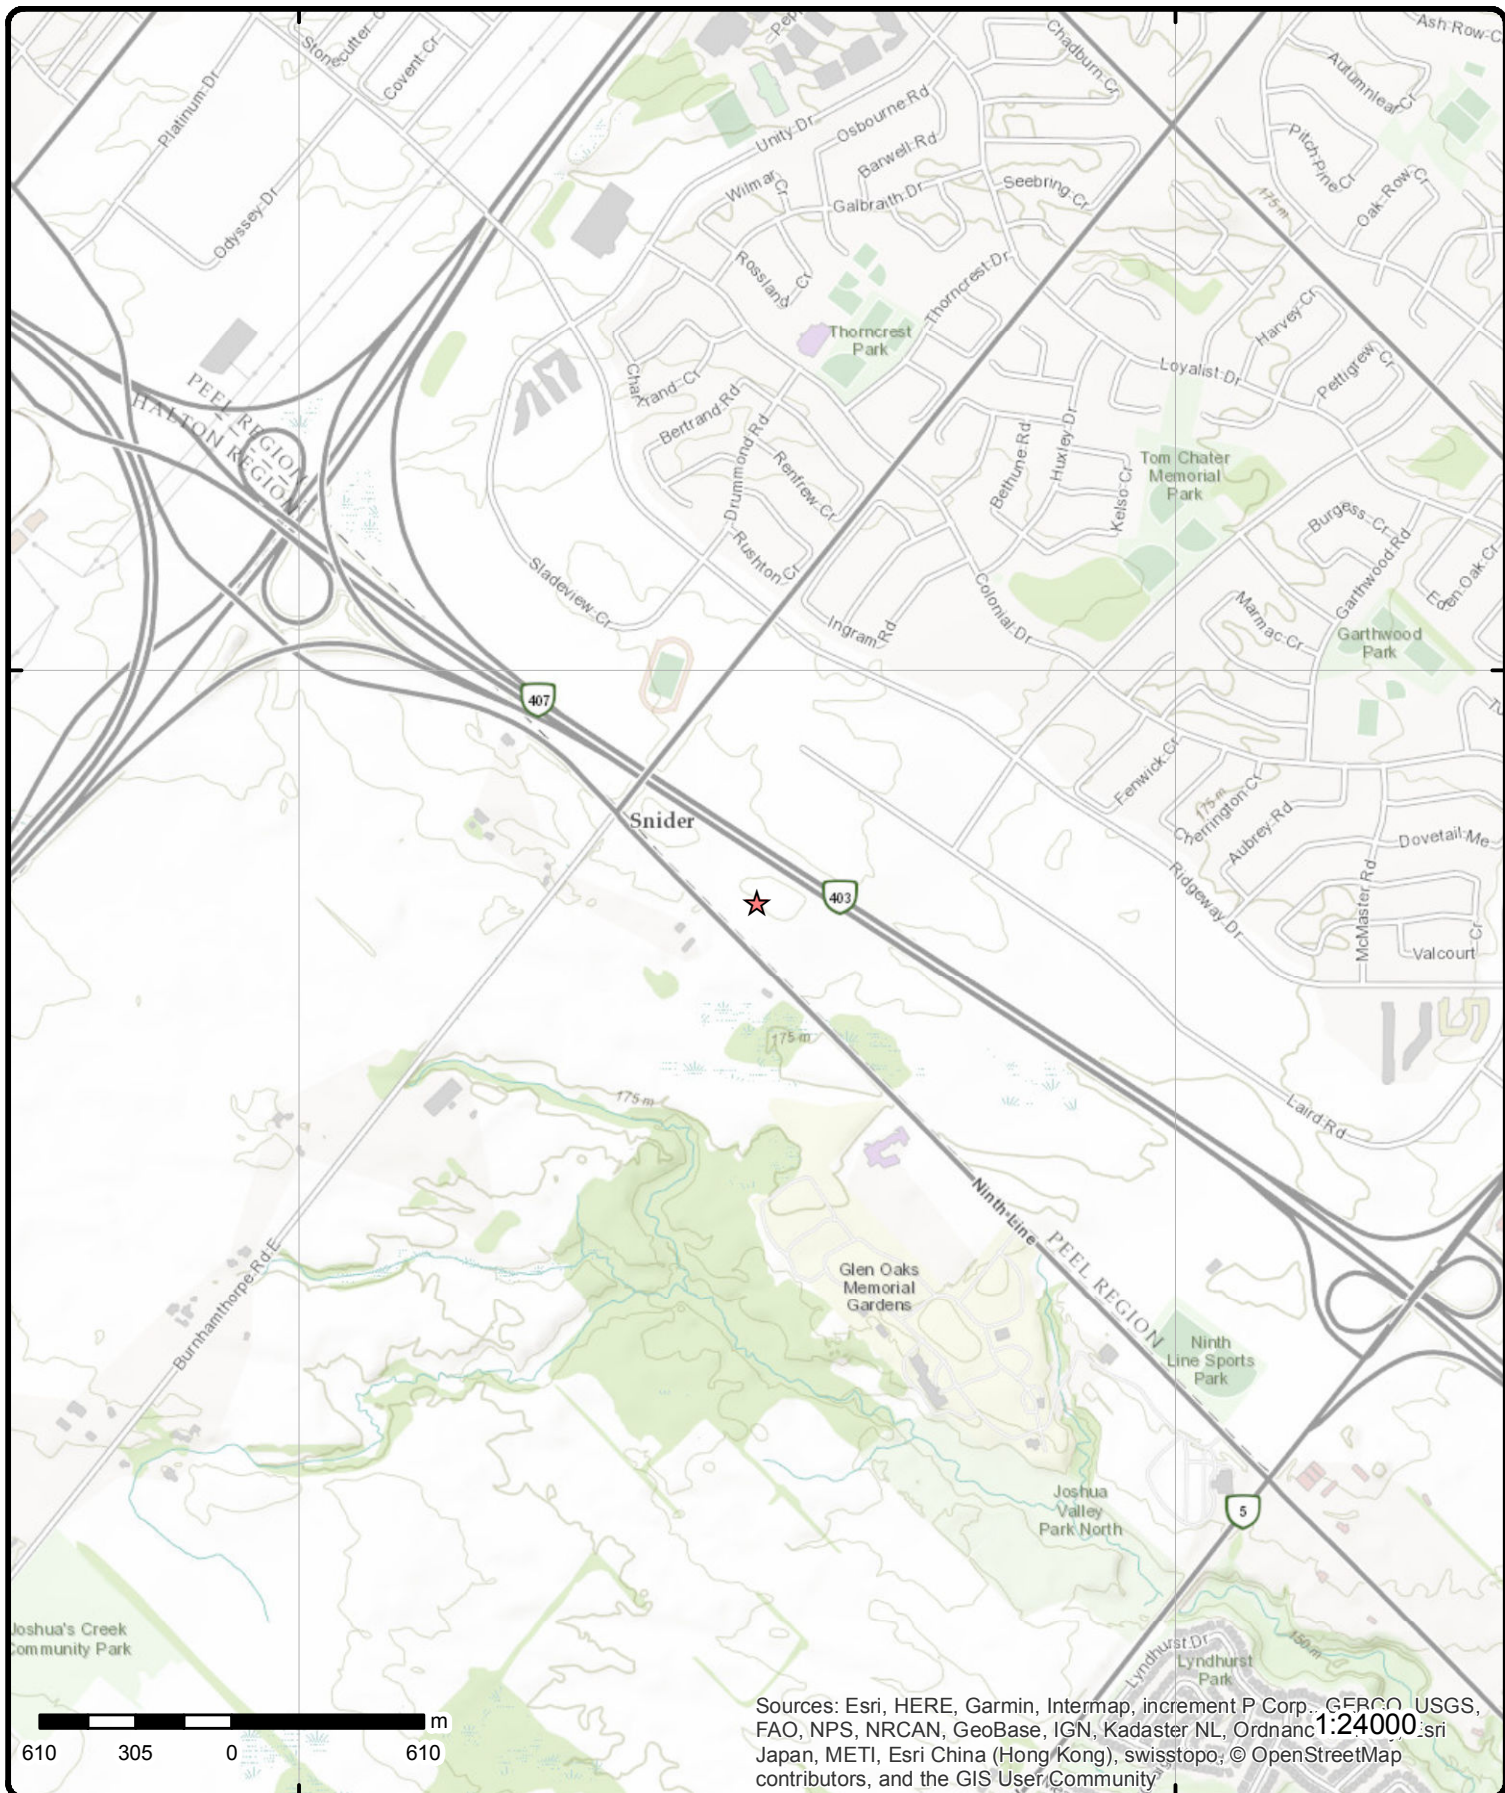 Stonecutter C
Covent Cr
Platinum Dr
Odyssey Dr
Pep
Unity Dr
Osbourne Rd
Barwell Rd
Wilmar Cr
Galbraith Dr
Seebring Cr
Chadburn Cr
Ash Row C
Autumnleaf Cr
Pitch Pine Cr
Oak Row Cr
175 m
Rossland Cr
Thorncrest Dr
Thorncrest
Park
Harvey Cr
Loyalist Dr
Pettigrew Cr
PEEL REGION
HALTON REGION
Chartrand Cr
Bertrand Rd
Drummond Rd
Renfrew Cr
Rushton Cr
Bethune Rd
Huxley Dr
Kelso Cr
Tom Chater
Memorial
Park
Burgess Cr
Garthwood Rd
Eden Oak Cr
Sladeview Cr
Ingram Rd
Colonial Dr
Marmac Cr
Garthwood
Park
407
Fenwick Cr
175 m
Cherrington Cr
Aubrey Rd
Dovetail Me
Snider
403
Ridgeway Dr
McMaster Rd
Valcourt Cr
175 m
175 m
Laird Rd
Ninth Line
PEEL REGION
Burnhamthorpe Rd E
Glen Oaks
Memorial
Gardens
Ninth
Line Sports
Park
Joshua
Valley
Park North
5
Joshua's Creek
Community Park
Lyndhurst Dr
Lyndhurst
Park
150 m
m
610 305 0 610
Sources: Esri, HERE, Garmin, Intermap, increment P Corp., GEBCO, USGS,
FAO, NPS, NRCAN, GeoBase, IGN, Kadaster NL, Ordnanc Esri
1:24000
Japan, METI, Esri China (Hong Kong), swisstopo, © OpenStreetMap
contributors, and the GIS User Community